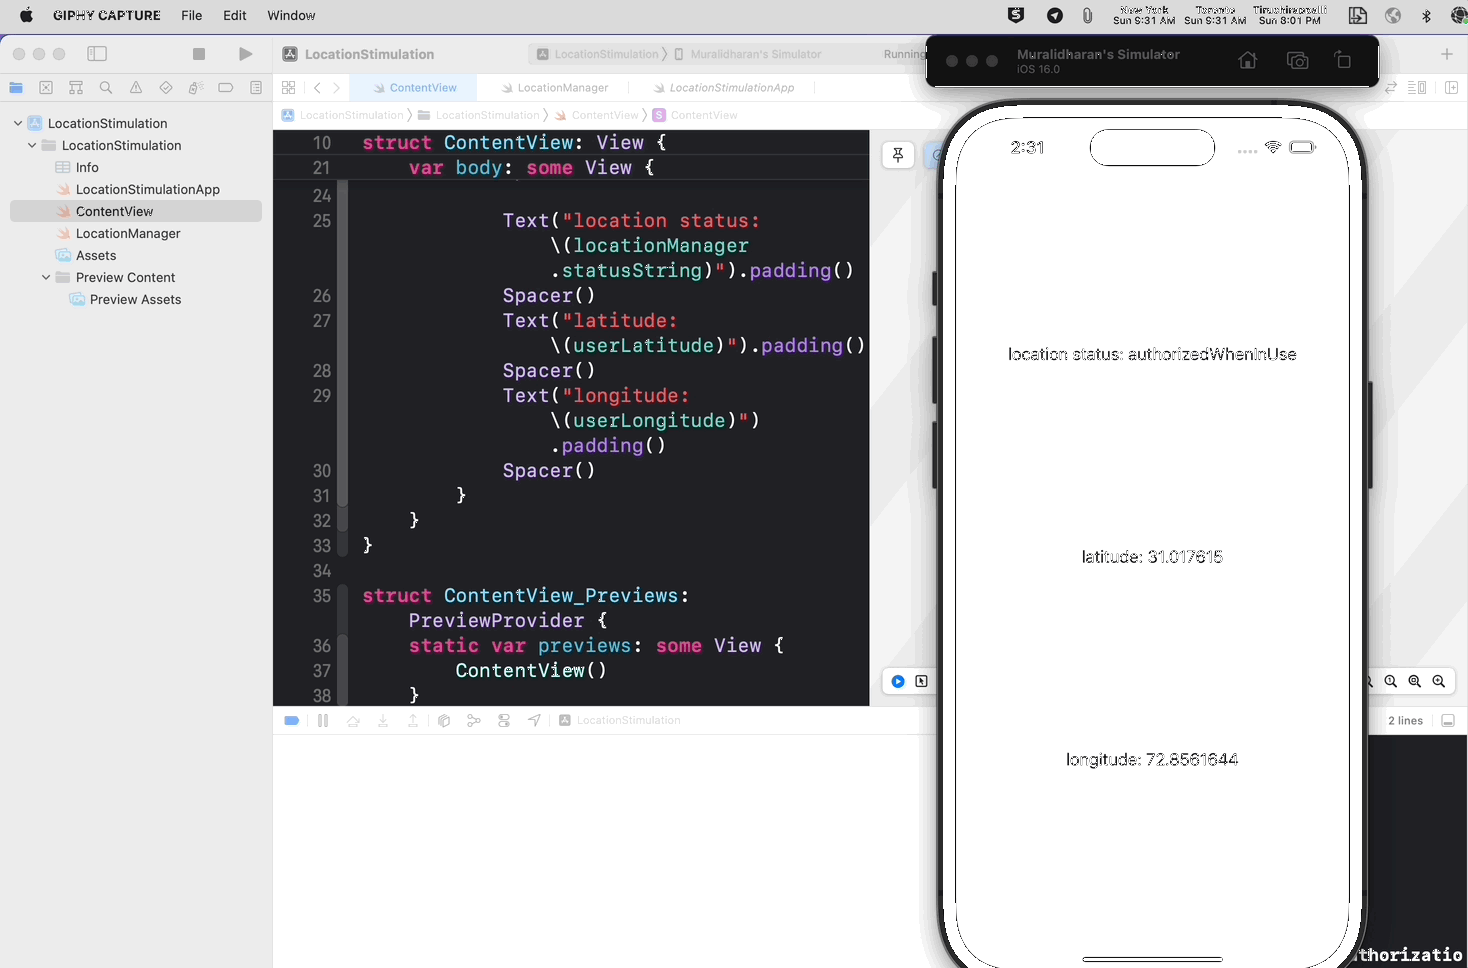 GIPHY CAPTURE File Edit Window
New York Toronto Tiruchirappalli
Sun 9:31 AM Sun 9:31 AM Sun 8:01 PM
LocationStimulation
LocationStimulation Muralidharan's Simulator
Running
Muralidharan's Simulator
iOS 16.0
ContentView LocationManager LocationStimulationApp
LocationStimulation LocationStimulation ContentView S ContentView
LocationStimulation
LocationStimulation
Info
LocationStimulationApp
ContentView
LocationManager
Assets
Preview Content
Preview Assets
10 struct ContentView: View {
21 var body: some View {
24
25 Text("location status:
\(locationManager
.statusString)").padding()
26 Spacer()
27 Text("latitude:
\(userLatitude)").padding()
28 Spacer()
29 Text("longitude:
\(userLongitude)")
.padding()
30 Spacer()
31 }
32 }
33 }
34
35 struct ContentView_Previews:
PreviewProvider {
36 static var previews: some View {
37 ContentView()
38 }
LocationStimulation
2:31
location status: authorizedWhenInUse
latitude: 31.017615
longitude: 72.8561644
2 lines
thorizatio